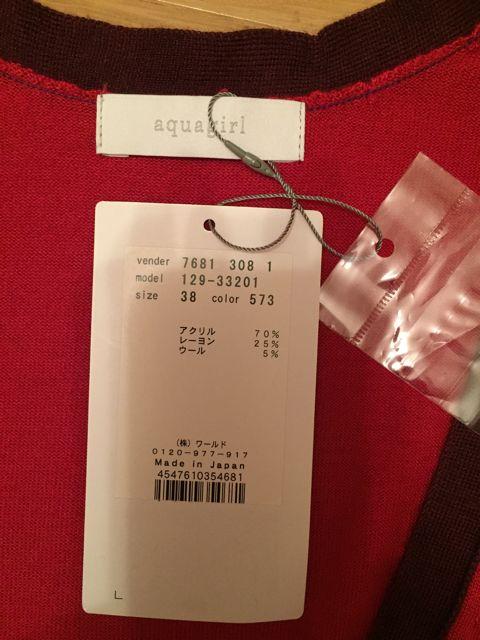 aquagirl
vender 7681 308 1
model 129-33201
size 38 color 573
アクリル 70%
レーヨン 25%
ウール 5%
(株) ワールド
0120-977-917
Made in Japan
4547610354681